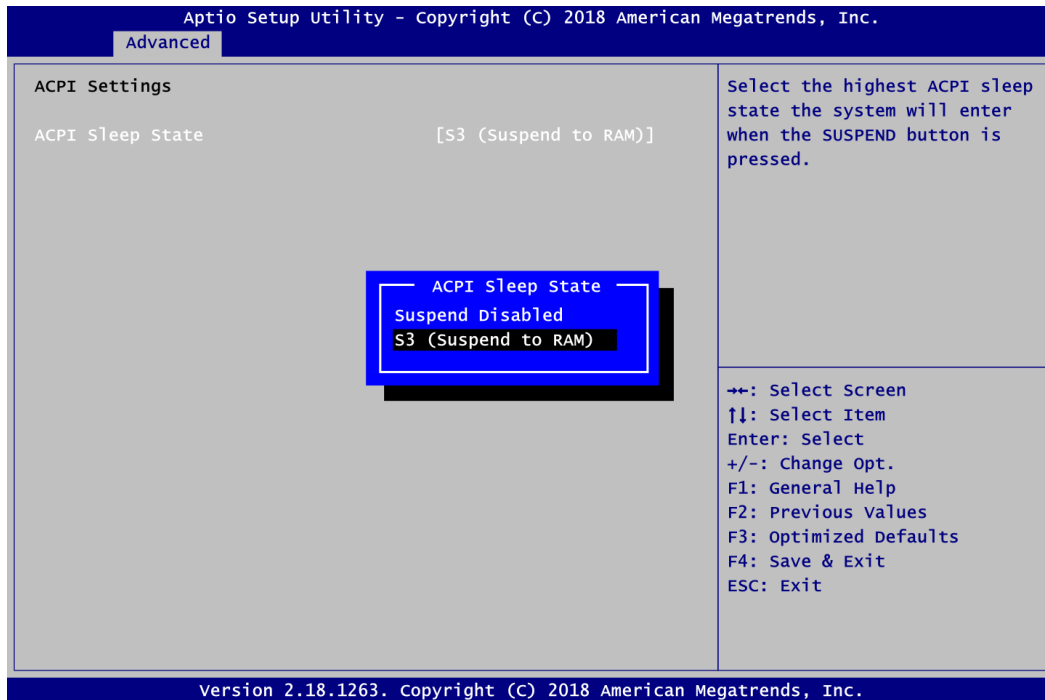 Aptio Setup Utility - Copyright (C) 2018 American Megatrends, Inc.
Advanced
ACPI Settings
ACPI Sleep State [S3 (Suspend to RAM)]
Select the highest ACPI sleep
state the system will enter
when the SUSPEND button is
pressed.
ACPI Sleep State
Suspend Disabled
S3 (Suspend to RAM)
→←: Select Screen
↑↓: Select Item
Enter: Select
+/-: Change Opt.
F1: General Help
F2: Previous Values
F3: Optimized Defaults
F4: Save & Exit
ESC: Exit
Version 2.18.1263. Copyright (C) 2018 American Megatrends, Inc.